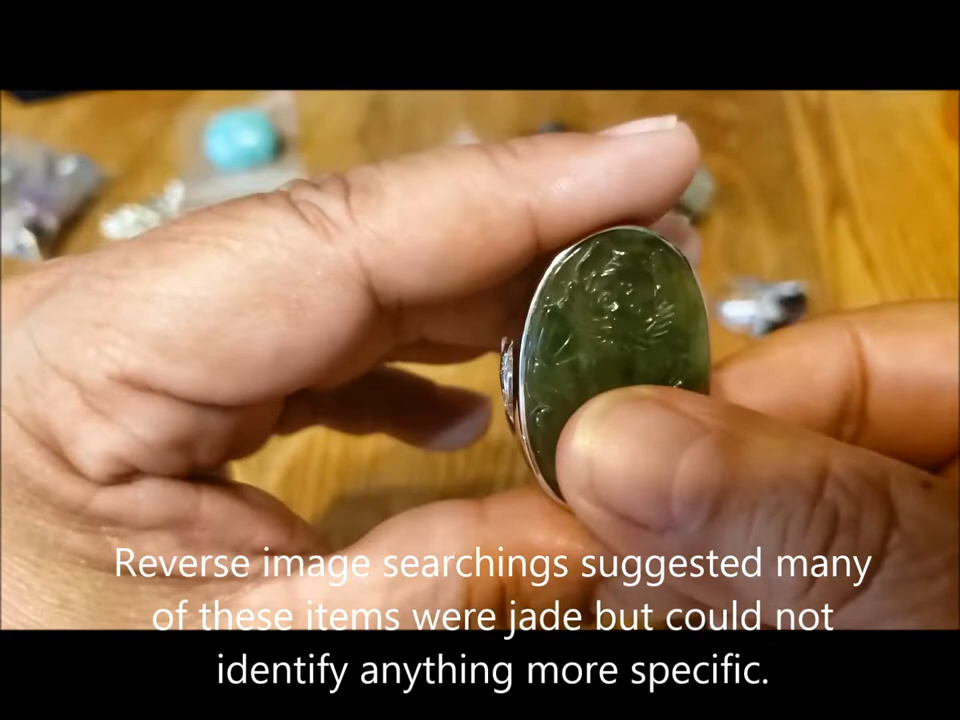 Reverse image searchings suggested many
of these items were jade but could not
identify anything more specific.